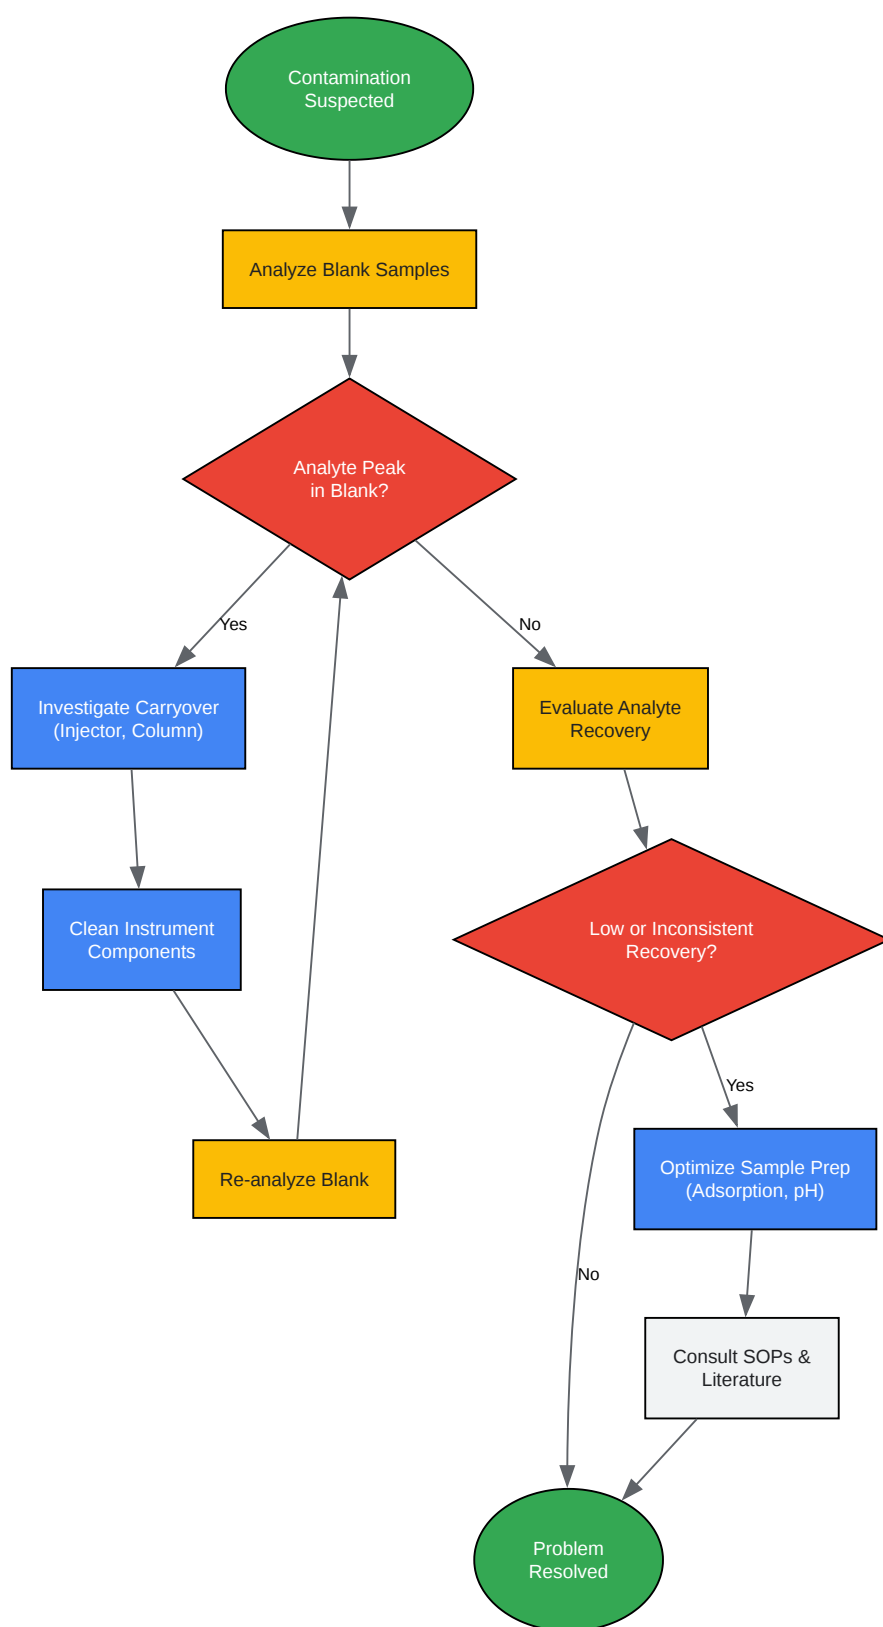 Contamination
Suspected
Analyze Blank Samples
Analyte Peak
in Blank?
Yes
No
Investigate Carryover
(Injector, Column)
Evaluate Analyte
Recovery
Clean Instrument
Components
Low or Inconsistent
Recovery?
Yes
Re-analyze Blank
Optimize Sample Prep
(Adsorption, pH)
No
Consult SOPs &
Literature
Problem
Resolved